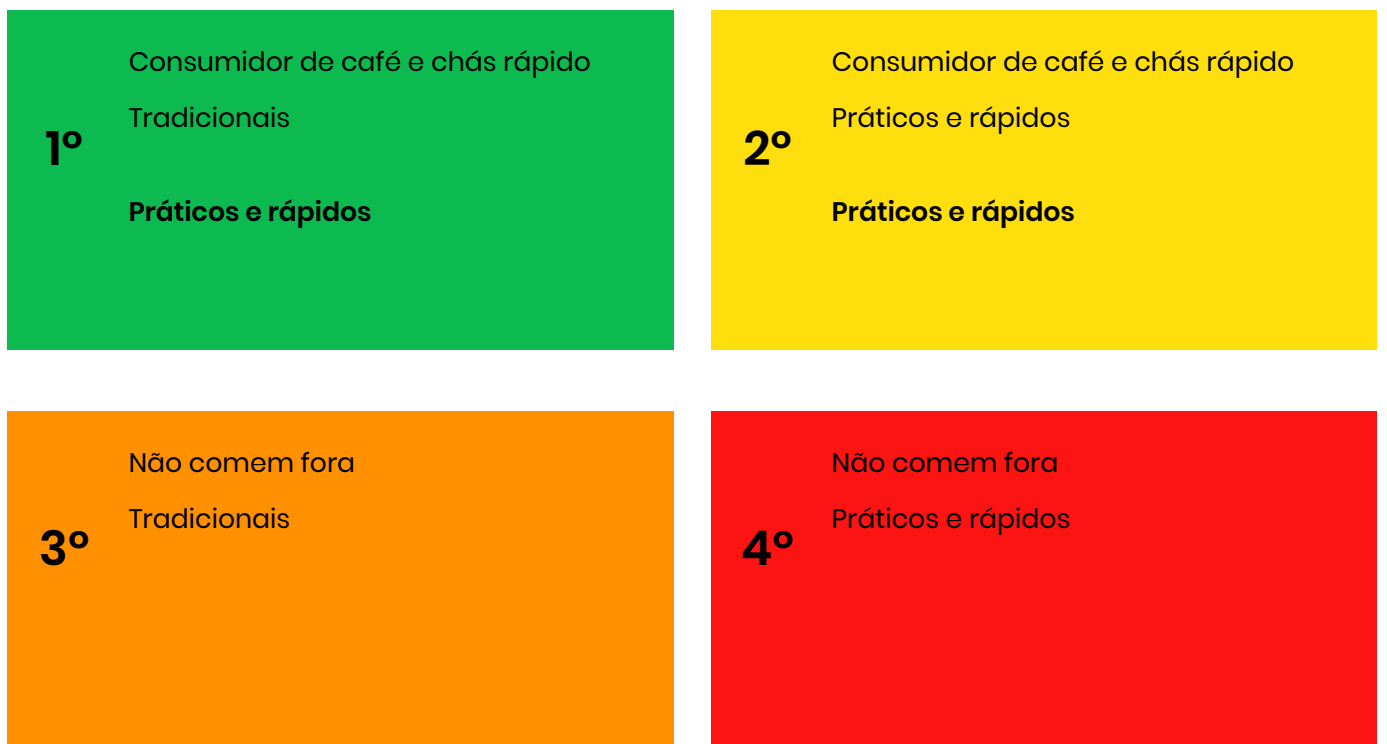 1º
Consumidor de café e chás rápido
Tradicionais
Práticos e rápidos
2º
Consumidor de café e chás rápido
Práticos e rápidos
Práticos e rápidos
3º
Não comem fora
Tradicionais
4º
Não comem fora
Práticos e rápidos